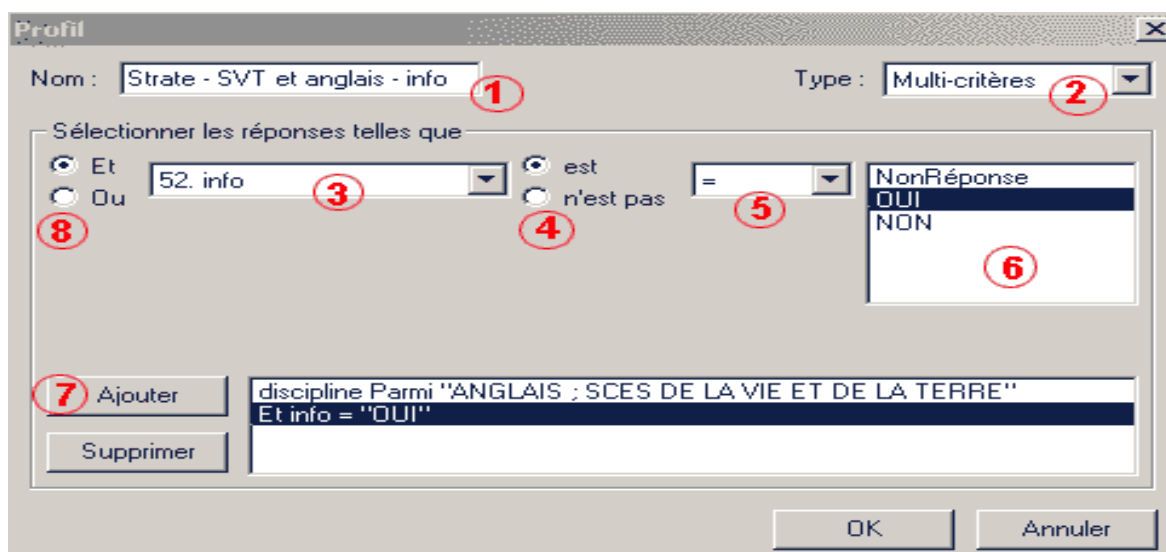 Profil
Nom : Strate - SVT et anglais - info 1 Type : Multi-critères 2
Sélectionner les réponses telles que
Et 52. info 3 est = NonRéponse
Ou n'est pas OUI
8 4 5 NON
6
7 Ajouter discipline Parmi "ANGLAIS ; SCES DE LA VIE ET DE LA TERRE"
Et info = "OUI"
Supprimer
OK Annuler